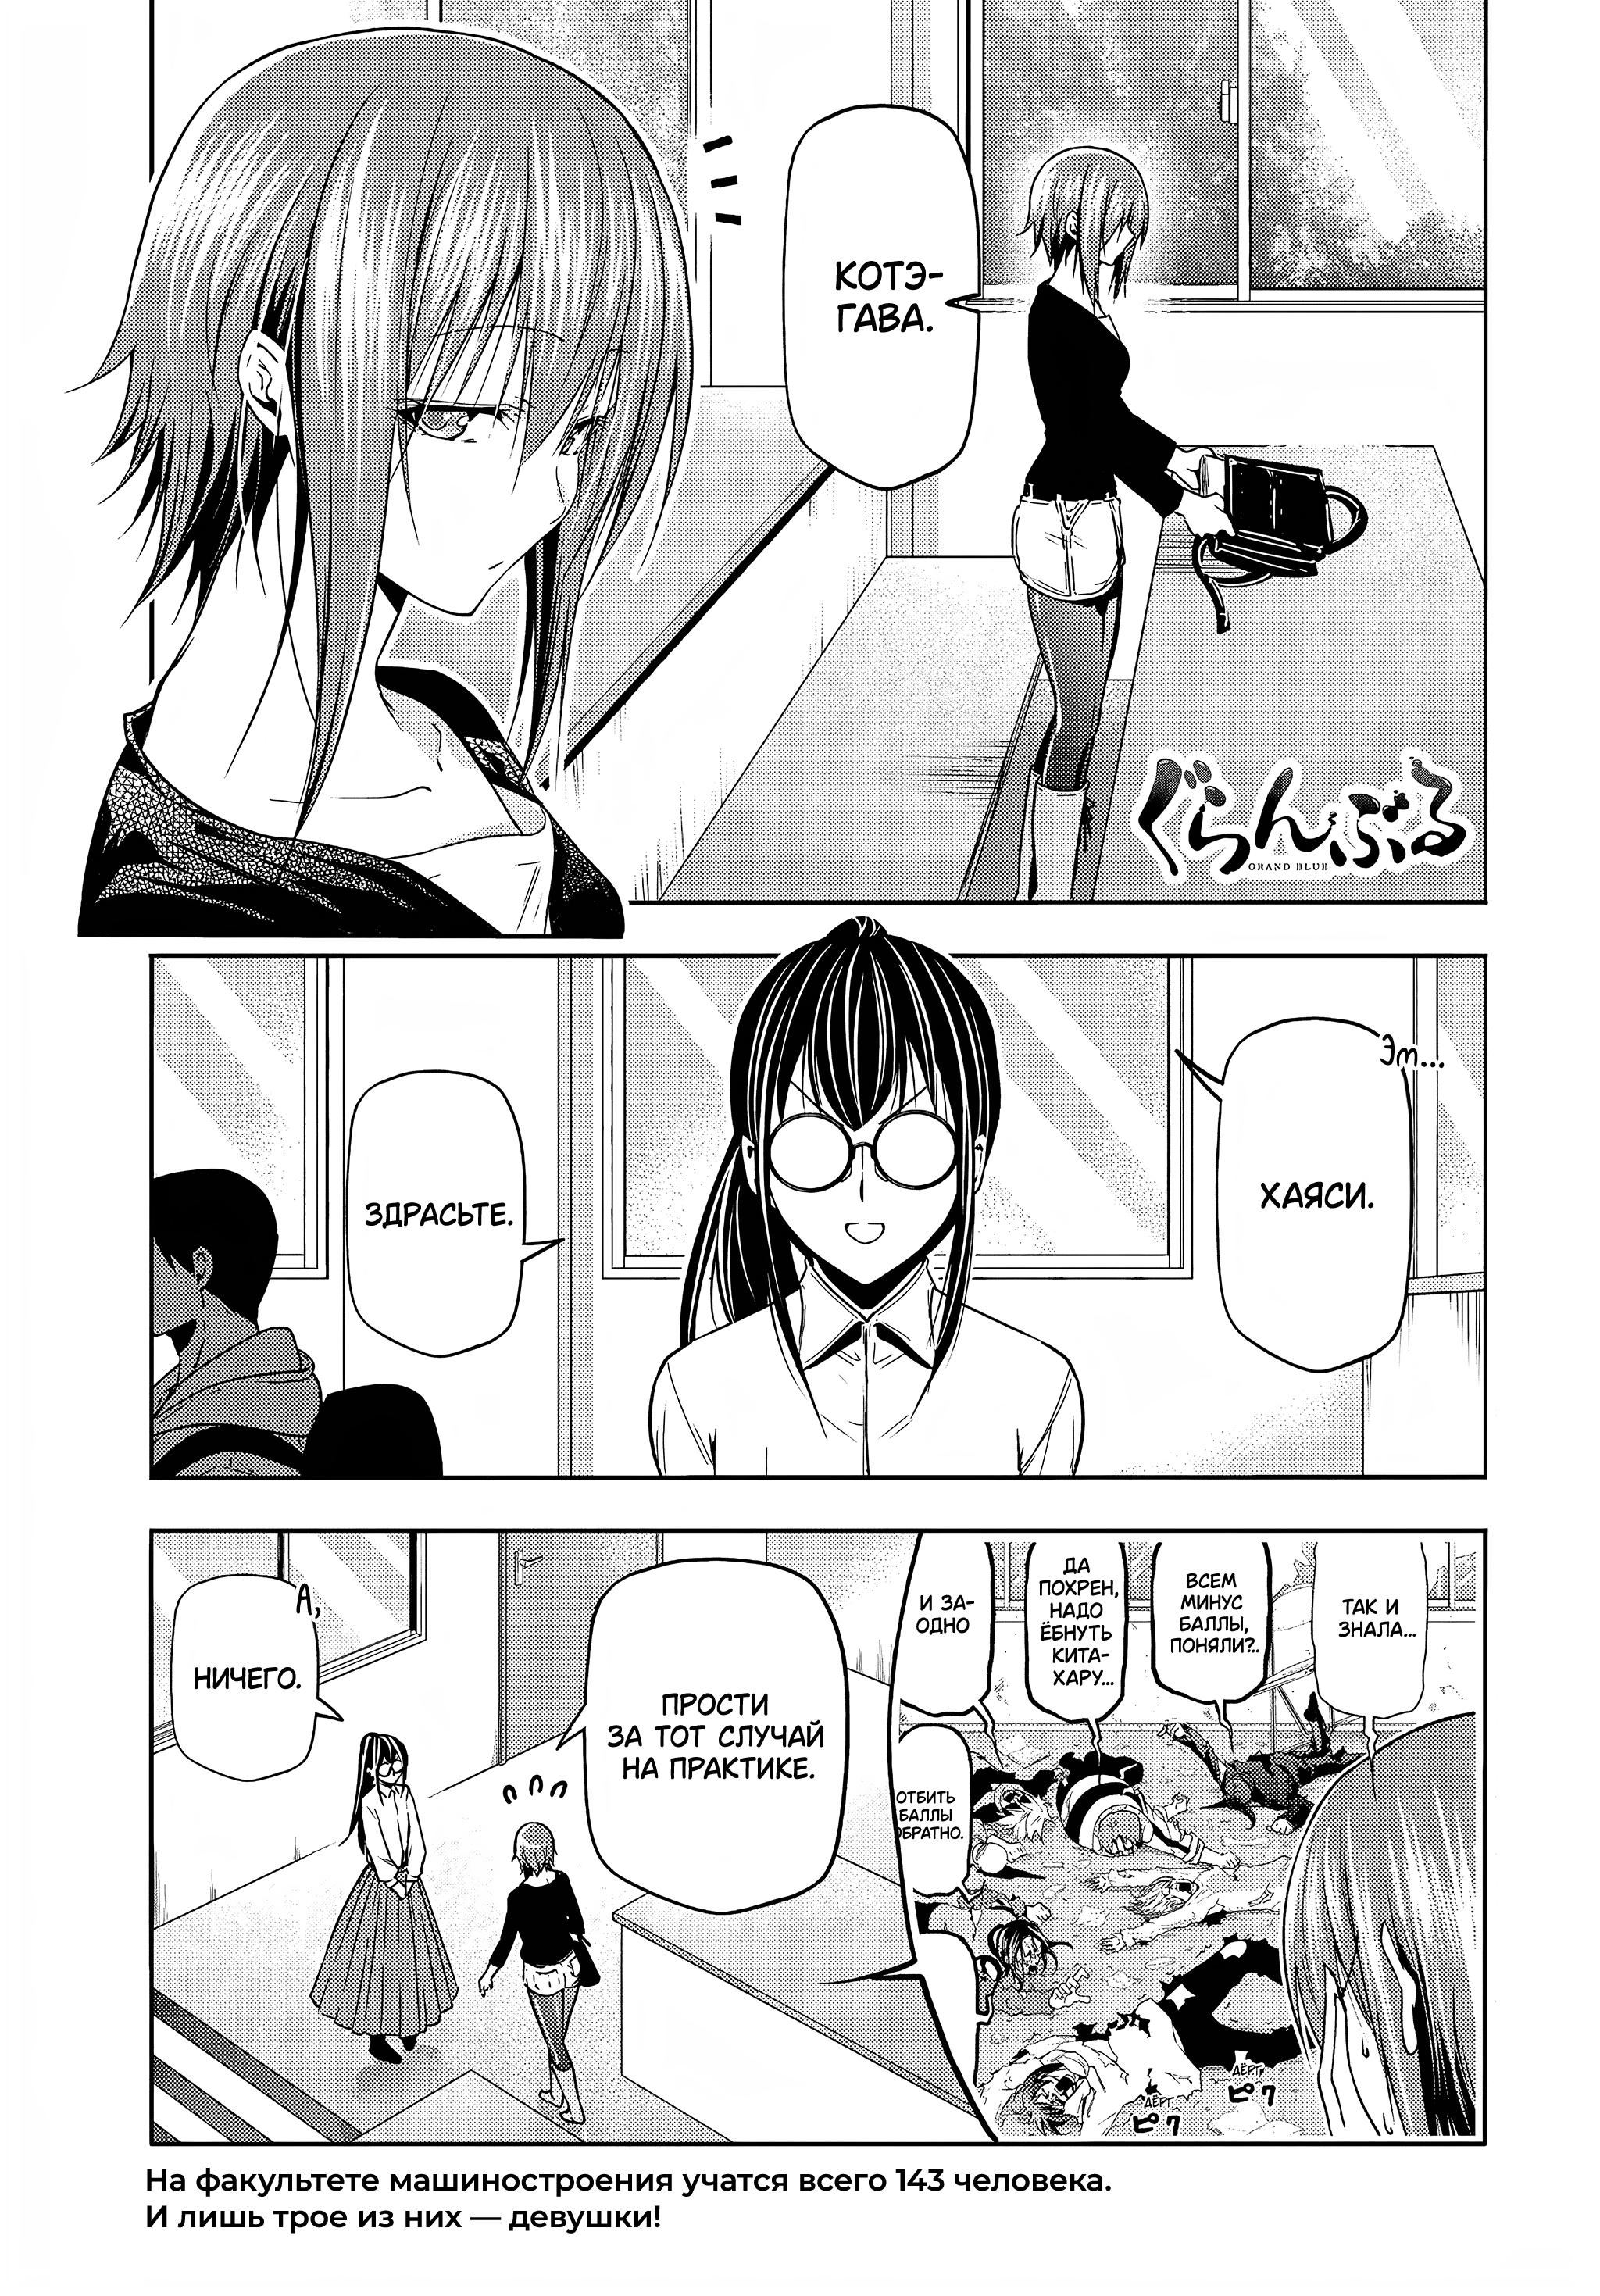 КОТЭ-
ГАВА.
ぐらんぶる
GRAND BLUE
Эм...
ХАЯСИ.
ЗДРАСЬТЕ.
ТАК И
ЗНАЛА...
ВСЕМ
МИНУС
БАЛЛЫ,
ПОНЯЛИ?..
ДА
ПОХРЕН,
НАДО
ЁБНУТЬ
КИТА-
ХАРУ...
И ЗА-
ОДНО
ОТБИТЬ
БАЛЛЫ
ОБРАТНО.
ДЁРГ
ピク
ДЁРГ
ピク
ПРОСТИ
ЗА ТОТ СЛУЧАЙ
НА ПРАКТИКЕ.
А,
НИЧЕГО.
На факультете машиностроения учатся всего 143 человека.
И лишь трое из них — девушки!